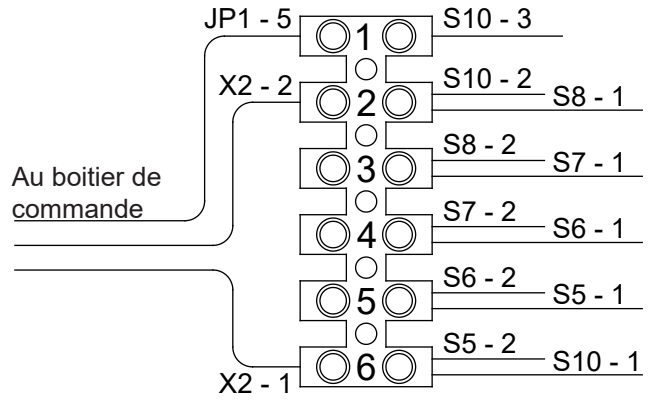 JP1 - 5
1
S10 - 3
X2 - 2
2
S10 - 2
S8 - 1
Au boitier de
commande
3
S8 - 2
S7 - 1
4
S7 - 2
S6 - 1
5
S6 - 2
S5 - 1
X2 - 1
6
S5 - 2
S10 - 1